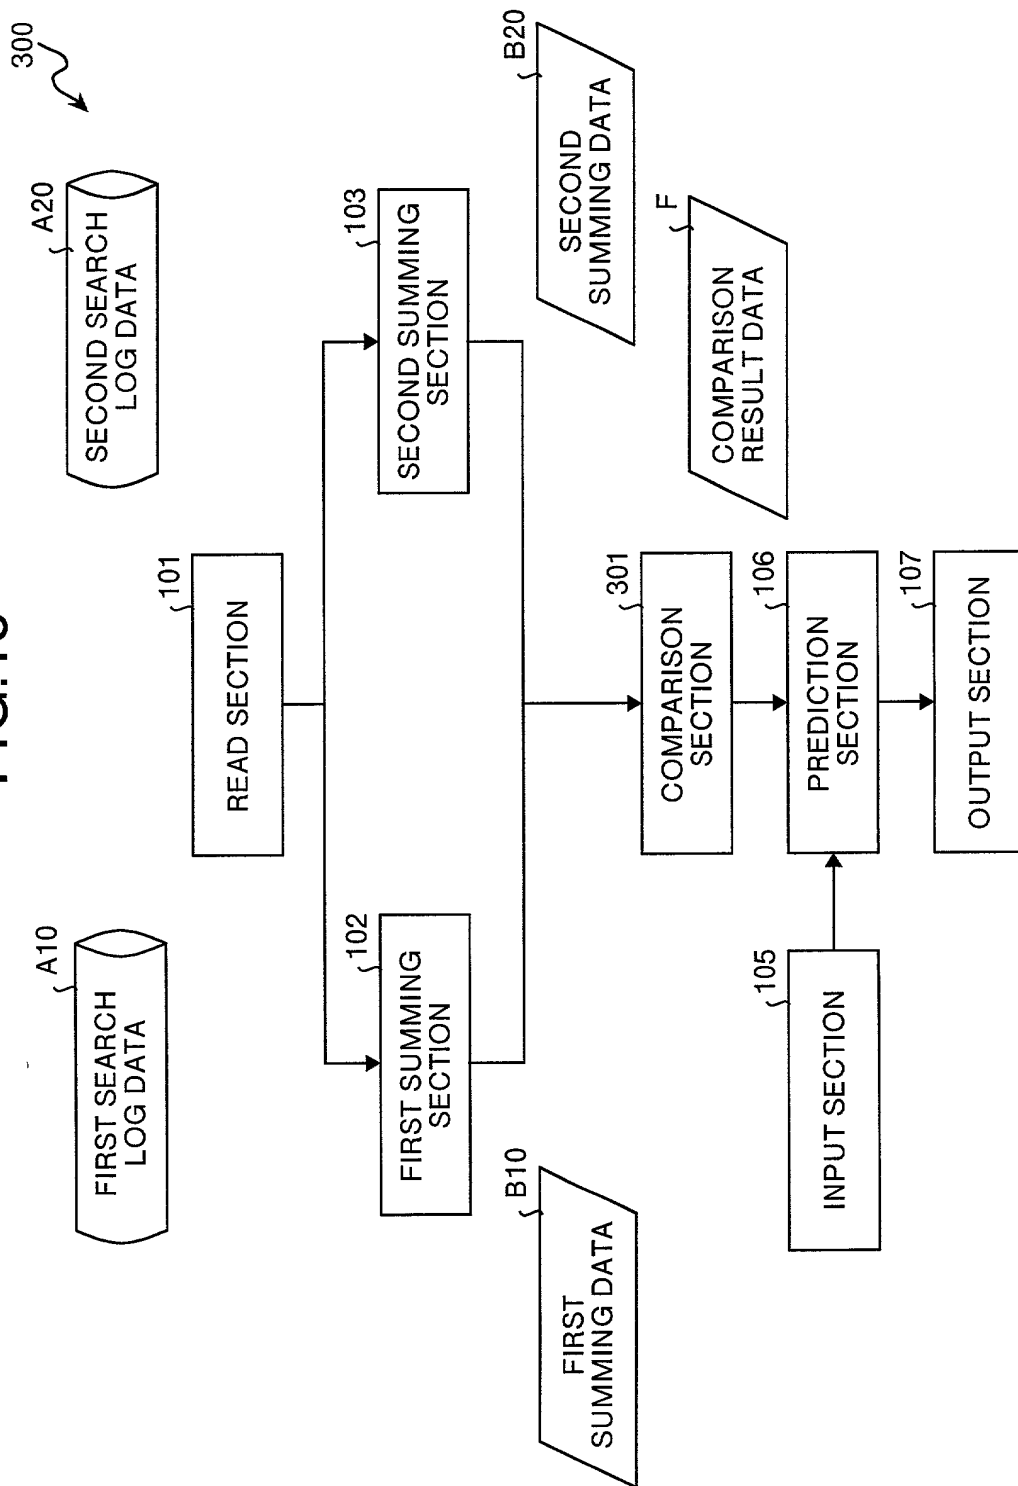 300
A10
FIRST SEARCH
LOG DATA
A20
SECOND SEARCH
LOG DATA
101
READ SECTION
102
FIRST SUMMING
SECTION
103
SECOND SUMMING
SECTION
B10
FIRST
SUMMING DATA
B20
SECOND
SUMMING DATA
301
COMPARISON
SECTION
F
COMPARISON
RESULT DATA
105
INPUT SECTION
106
PREDICTION
SECTION
107
OUTPUT SECTION